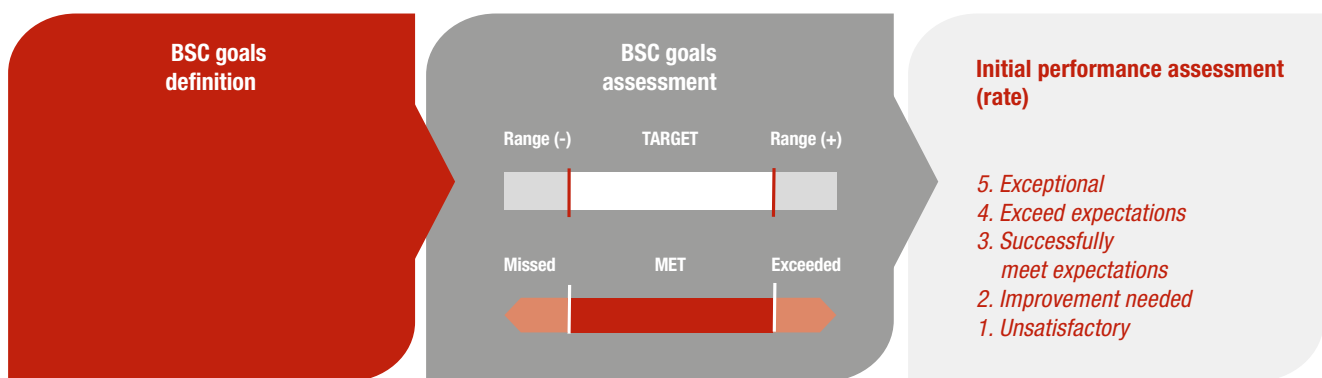 BSC goals
definition
BSC goals
assessment
Range (-) TARGET Range (+)
Missed MET Exceeded
Initial performance assessment
(rate)
5. Exceptional
4. Exceed expectations
3. Successfully
meet expectations
2. Improvement needed
1. Unsatisfactory